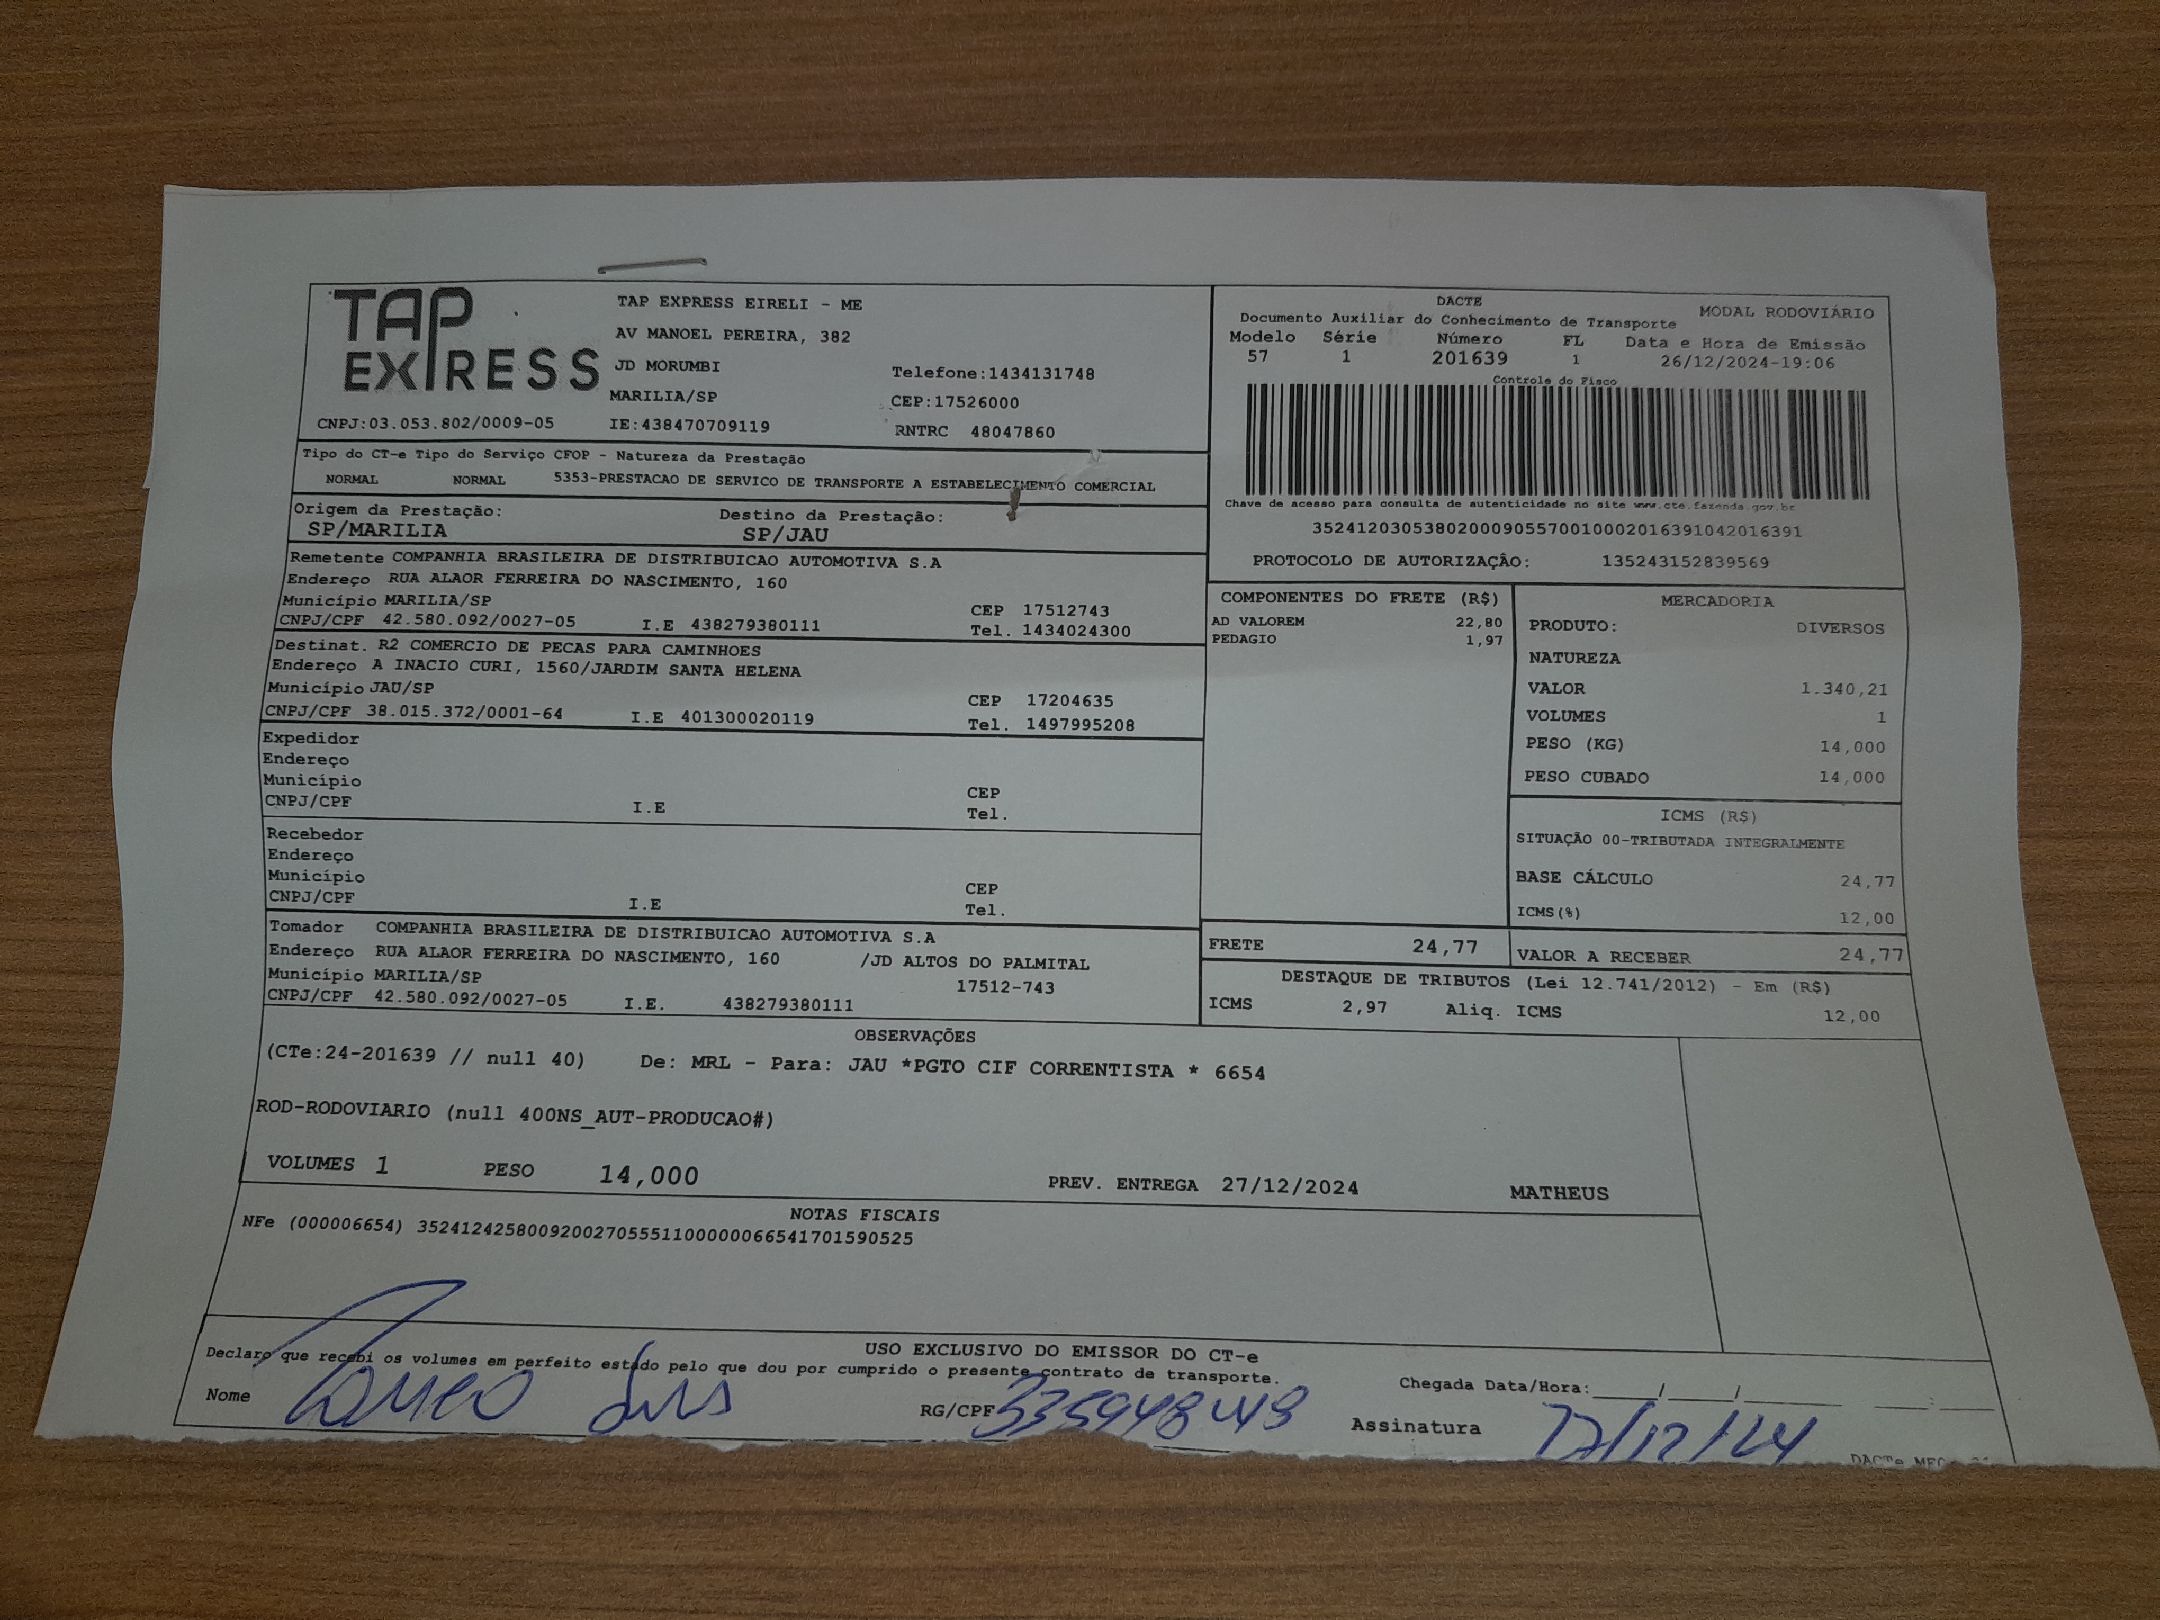 TAP EXPRESS
TAP EXPRESS EIRELI - ME
AV MANOEL PEREIRA, 382
JD MORUMBI
Telefone:1434131748
MARILIA/SP
CEP:17526000
CNPJ:03.053.802/0009-05 IE:438470709119 RNTRC 48047860
DACTE
MODAL RODOVIÁRIO
Documento Auxiliar do Conhecimento de Transporte
Modelo Série Número FL Data e Hora de Emissão
57 1 201639 1 26/12/2024-19:06
Controle do Fisco
Chave de acesso para consulta de autenticidade no site www.cte.fazenda.gov.br
35241203053802000905570010002016391042016391
PROTOCOLO DE AUTORIZAÇÃO: 135243152839569
Tipo do CT-e Tipo do Serviço CFOP - Natureza da Prestação
NORMAL NORMAL 5353-PRESTACAO DE SERVICO DE TRANSPORTE A ESTABELECIMENTO COMERCIAL
Origem da Prestação: Destino da Prestação:
SP/MARILIA SP/JAU
Remetente COMPANHIA BRASILEIRA DE DISTRIBUICAO AUTOMOTIVA S.A
Endereço RUA ALAOR FERREIRA DO NASCIMENTO, 160
Município MARILIA/SP CEP 17512743
CNPJ/CPF 42.580.092/0027-05 I.E 438279380111 Tel. 1434024300
Destinat. R2 COMERCIO DE PECAS PARA CAMINHOES
Endereço A INACIO CURI, 1560/JARDIM SANTA HELENA
Município JAU/SP CEP 17204635
CNPJ/CPF 38.015.372/0001-64 I.E 401300020119 Tel. 1497995208
Expedidor
Endereço
Município CEP
CNPJ/CPF I.E Tel.
Recebedor
Endereço
Município CEP
CNPJ/CPF I.E Tel.
Tomador COMPANHIA BRASILEIRA DE DISTRIBUICAO AUTOMOTIVA S.A
Endereço RUA ALAOR FERREIRA DO NASCIMENTO, 160 /JD ALTOS DO PALMITAL
Município MARILIA/SP 17512-743
CNPJ/CPF 42.580.092/0027-05 I.E. 438279380111
COMPONENTES DO FRETE (R$)
AD VALOREM 22,80
PEDAGIO 1,97
MERCADORIA
PRODUTO: DIVERSOS
NATUREZA
VALOR 1.340,21
VOLUMES 1
PESO (KG) 14,000
PESO CUBADO 14,000
ICMS (R$)
SITUAÇÃO 00-TRIBUTADA INTEGRALMENTE
BASE CÁLCULO 24,77
ICMS(%) 12,00
FRETE 24,77 VALOR A RECEBER 24,77
DESTAQUE DE TRIBUTOS (Lei 12.741/2012) - Em (R$)
ICMS 2,97 Aliq. ICMS 12,00
OBSERVAÇÕES
(CTe:24-201639 // null 40) De: MRL - Para: JAU *PGTO CIF CORRENTISTA * 6654
ROD-RODOVIARIO (null 400NS_AUT-PRODUCAO#)
VOLUMES 1 PESO 14,000 PREV. ENTREGA 27/12/2024 MATHEUS
NOTAS FISCAIS
NFe (000006654) 35241242580092002705551100000066541701590525
USO EXCLUSIVO DO EMISSOR DO CT-e
Declaro que recebi os volumes em perfeito estado pelo que dou por cumprido o presente contrato de transporte.
Chegada Data/Hora:____/____/____ __:__
Nome RG/CPF 335948449 Assinatura 27/12/24